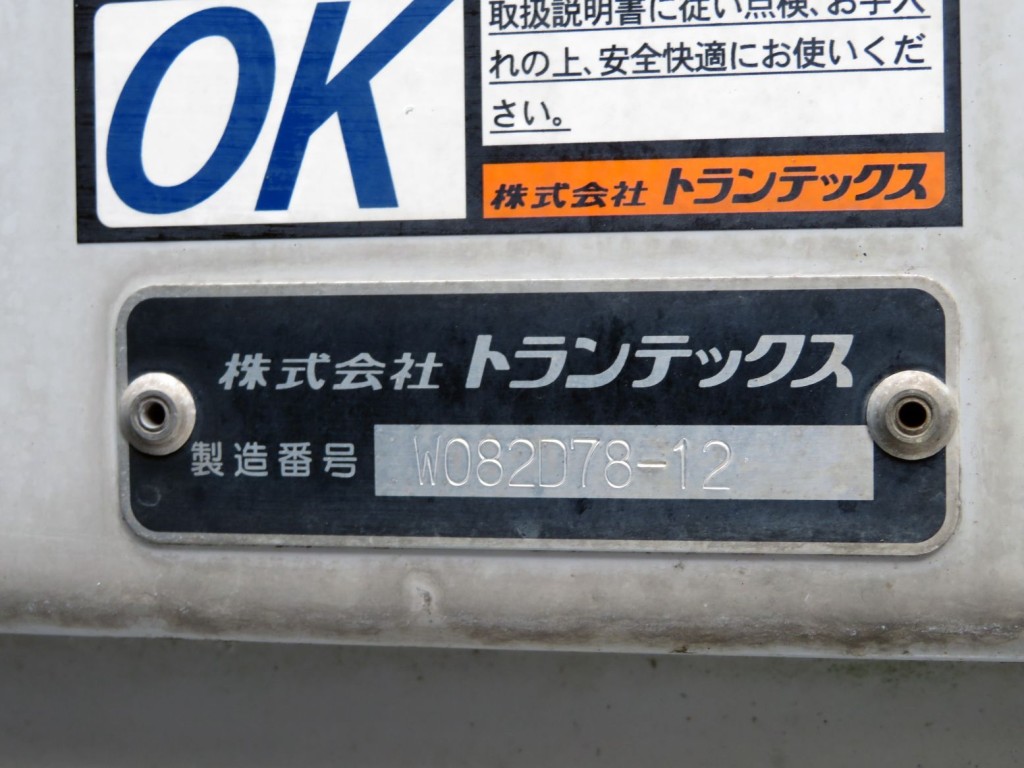 OK
取扱説明書に従い点検、お手入
れの上、安全快適にお使いくだ
さい。
株式会社 トランテックス
株式会社 トランテックス
製造番号 W082D78-12